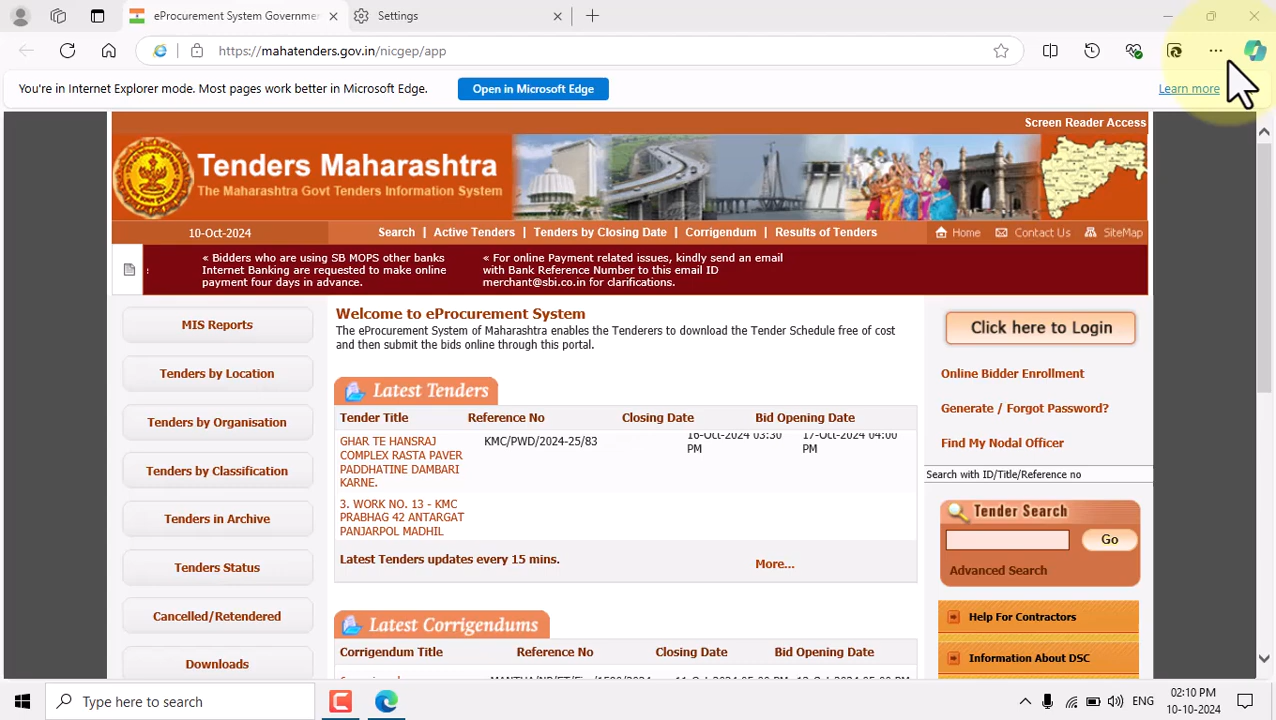 eProcurement System Governmen
Settings
https://mahatenders.gov.in/nicgep/app
You're in Internet Explorer mode. Most pages work better in Microsoft Edge.
Open in Microsoft Edge
Learn more
Screen Reader Access
Tenders Maharashtra
The Maharashtra Govt Tenders Information System
10-Oct-2024
Search | Active Tenders | Tenders by Closing Date | Corrigendum | Results of Tenders
Home
Contact Us
SiteMap
« Bidders who are using SB MOPS other banks
Internet Banking are requested to make online
payment four days in advance.
« For online Payment related issues, kindly send an email
with Bank Reference Number to this email ID
merchant@sbi.co.in for clarifications.
MIS Reports
Tenders by Location
Tenders by Organisation
Tenders by Classification
Tenders in Archive
Tenders Status
Cancelled/Retendered
Downloads
Welcome to eProcurement System
The eProcurement System of Maharashtra enables the Tenderers to download the Tender Schedule free of cost
and then submit the bids online through this portal.
Latest Tenders
Tender Title Reference No Closing Date Bid Opening Date
GHAR TE HANSRAJ
COMPLEX RASTA PAVER
PADDHATINE DAMBARI
KARNE.
KMC/PWD/2024-25/83
16-Oct-2024 03:30
PM
17-Oct-2024 04:00
PM
3. WORK NO. 13 - KMC
PRABHAG 42 ANTARGAT
PANJARPOL MADHIL
Latest Tenders updates every 15 mins.
More...
Latest Corrigendums
Corrigendum Title Reference No Closing Date Bid Opening Date
Click here to Login
Online Bidder Enrollment
Generate / Forgot Password?
Find My Nodal Officer
Search with ID/Title/Reference no
Tender Search
Go
Advanced Search
Help For Contractors
Information About DSC
Type here to search
ENG
02:10 PM
10-10-2024